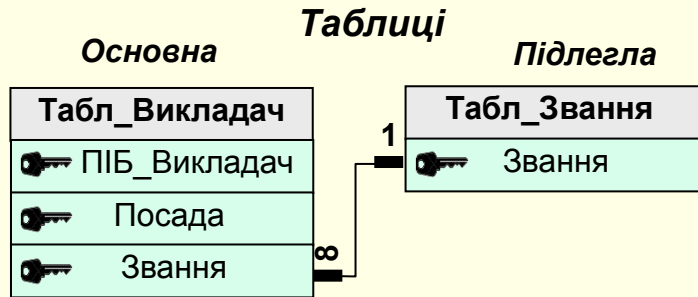 Таблиці
Основна
Підлегла
Табл_Викладач
Табл_Звання
1
ПІБ_Викладач
Звання
Посада
Звання
∞